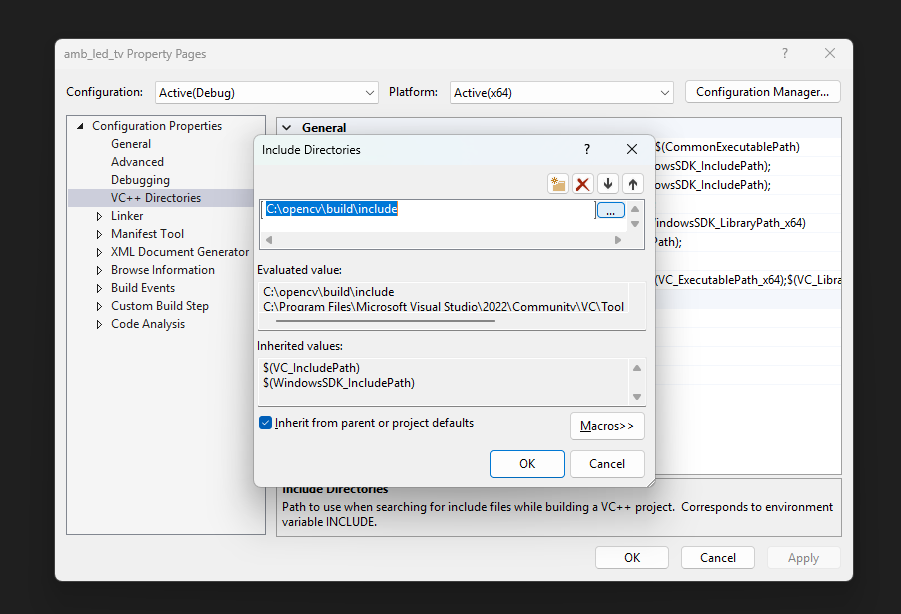 amb_led_tv Property Pages
?
Configuration: Active(Debug) Platform: Active(x64) Configuration Manager...
Configuration Properties
General
Advanced
Debugging
VC++ Directories
Linker
Manifest Tool
XML Document Generator
Browse Information
Build Events
Custom Build Step
Code Analysis
General
$(CommonExecutablePath)
owsSDK_IncludePath);
owsSDK_IncludePath);
indowsSDK_LibraryPath_x64)
Path);
(VC_ExecutablePath_x64);$(VC_Libra
Include Directories
?
C:\opencv\build\include
...
Evaluated value:
C:\opencv\build\include
C:\Program Files\Microsoft Visual Studio\2022\Community\VC\Tool
Inherited values:
$(VC_IncludePath)
$(WindowsSDK_IncludePath)
Inherit from parent or project defaults
Macros>>
OK Cancel
Include Directories
Path to use when searching for include files while building a VC++ project. Corresponds to environment
variable INCLUDE.
OK Cancel Apply